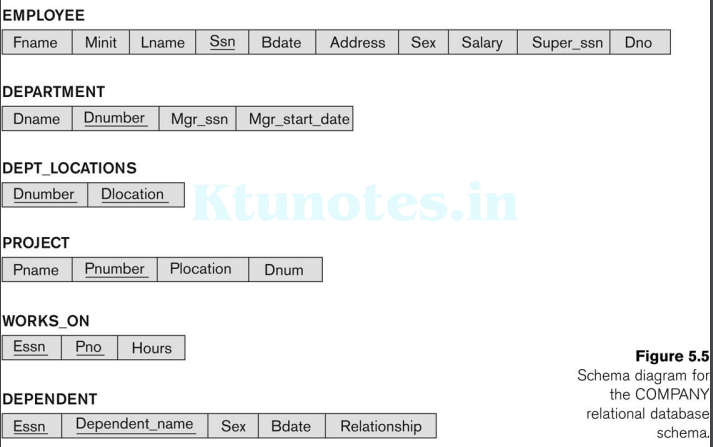 EMPLOYEE
Fname Minit Lname Ssn Bdate Address Sex Salary Super_ssn Dno
DEPARTMENT
Dname Dnumber Mgr_ssn Mgr_start_date
DEPT_LOCATIONS
Dnumber Dlocation
Ktunotes.in
PROJECT
Pname Pnumber Plocation Dnum
WORKS_ON
Essn Pno Hours
DEPENDENT
Essn Dependent_name Sex Bdate Relationship
Figure 5.5
Schema diagram for
the COMPANY
relational database
schema.